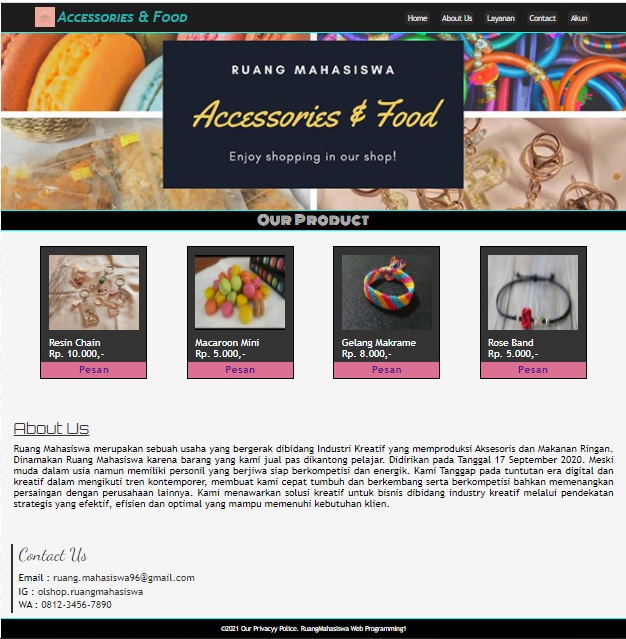 Accessories & Food
Home About Us Layanan Contact Akun
RUANG MAHASISWA
Accessories & Food
Enjoy shopping in our shop!
Our Product
Resin Chain
Rp. 10.000,-
Pesan
Macaroon Mini
Rp. 5.000,-
Pesan
Gelang Makrame
Rp. 8.000,-
Pesan
Rose Band
Rp. 5.000,-
Pesan
About Us
Ruang Mahasiswa merupakan sebuah usaha yang bergerak dibidang Industri Kreatif yang memproduksi Aksesoris dan Makanan Ringan.
Dinamakan Ruang Mahasiswa karena barang yang kami jual pas dikantong pelajar. Didirikan pada Tanggal 17 September 2020. Meski
muda dalam usia namun memiliki personil yang berjiwa siap berkompetisi dan energik. Kami Tanggap pada tuntutan era digital dan
kreatif dalam mengikuti tren kontemporer, membuat kami cepat tumbuh dan berkembang serta berkompetisi bahkan memenangkan
persaingan dengan perusahaan lainnya. Kami menawarkan solusi kreatif untuk bisnis dibidang industry kreatif melalui pendekatan
strategis yang efektif, efisien dan optimal yang mampu memenuhi kebutuhan klien.
Contact Us
Email : ruang.mahasiswa96@gmail.com
IG : olshop.ruangmahasiswa
WA : 0812-3456-7890
©2021 Our Privacyy Police. RuangMahasiswa Web Programming1